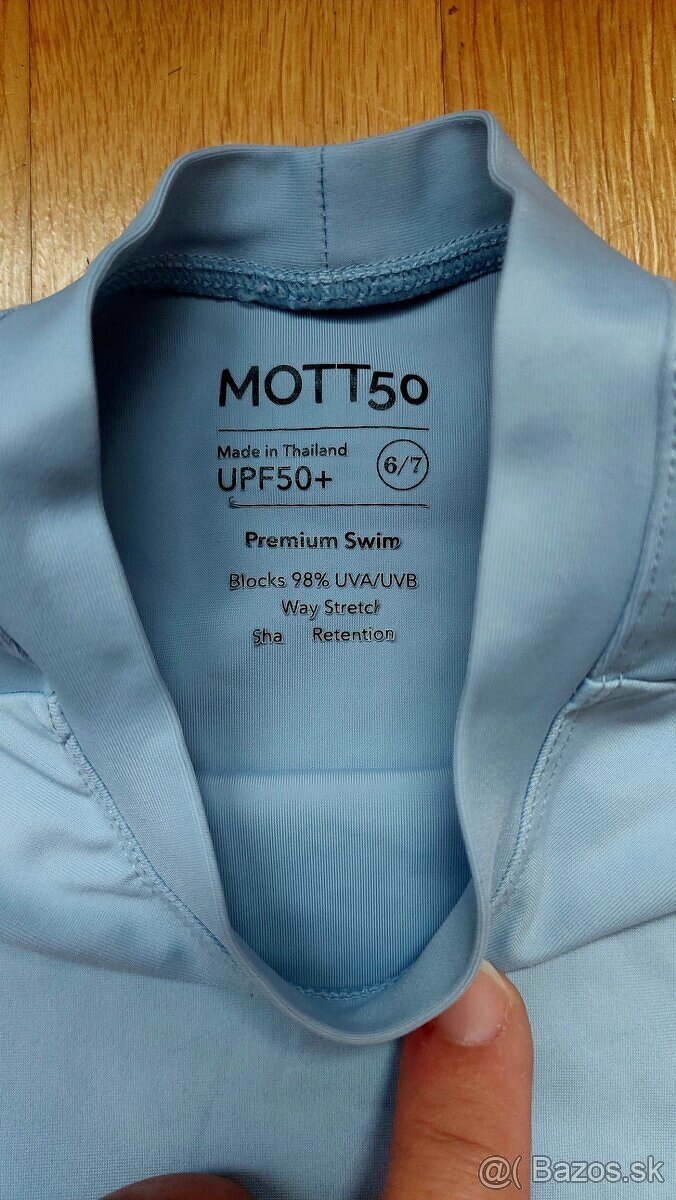 MOTT50
Made in Thailand
UPF50+
6/7
Premium Swim
Blocks 98% UVA/UVB
Way Stretch
Sha Retention
@( Bazos.sk